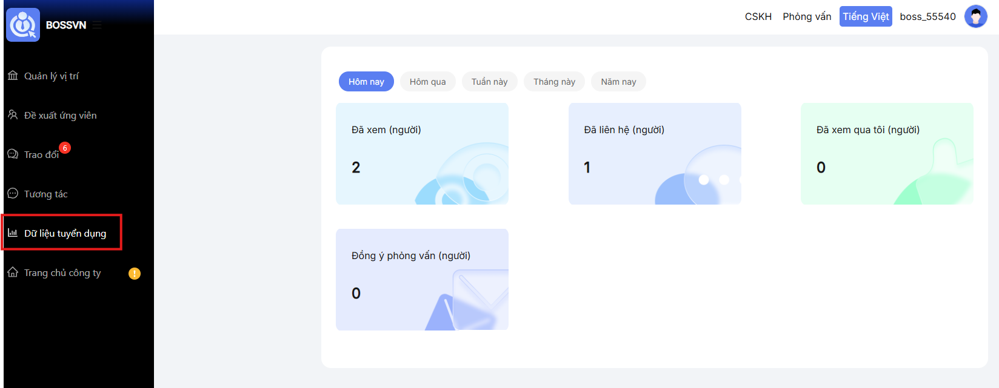 BOSSVN
CSKH Phỏng vấn Tiếng Việt boss_55540
Quản lý vị trí
Đề xuất ứng viên
Trao đổi 6
Tương tác
Dữ liệu tuyển dụng
Trang chủ công ty !
Hôm nay Hôm qua Tuần này Tháng này Năm nay
Đã xem (người)
2
Đã liên hệ (người)
1
Đã xem qua tôi (người)
0
Đồng ý phỏng vấn (người)
0